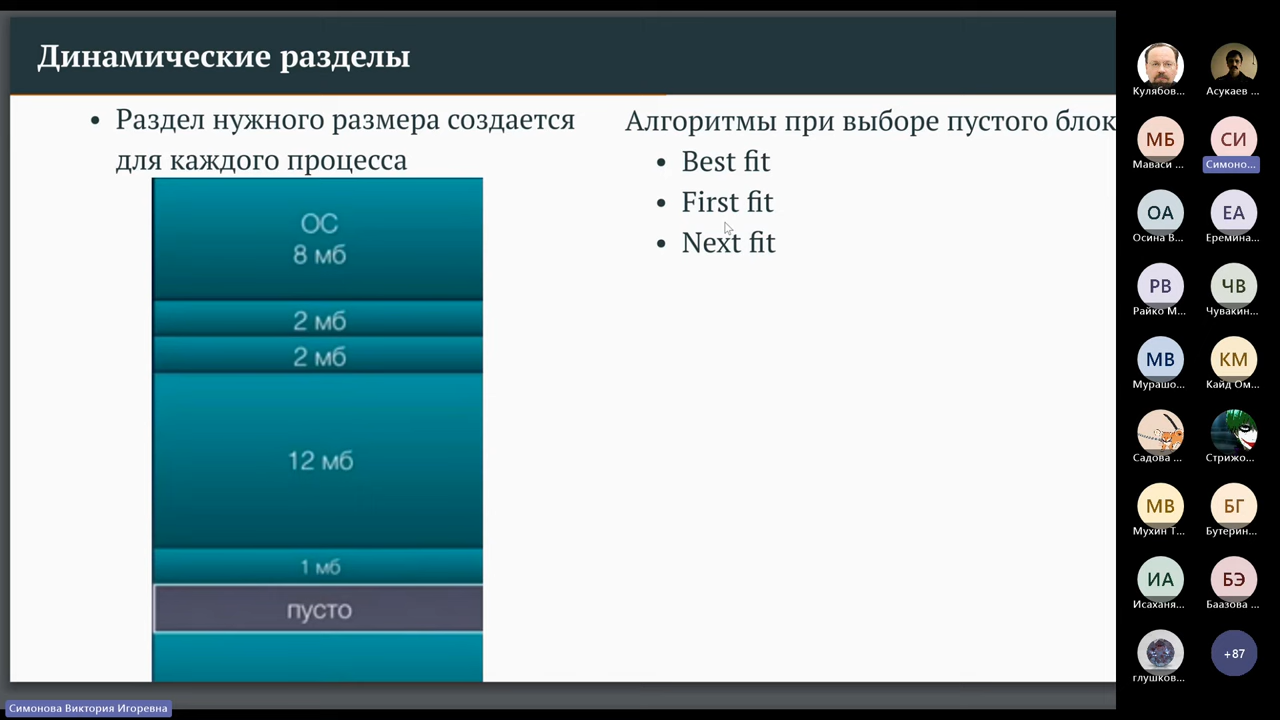 Динамические разделы
• Раздел нужного размера создается
для каждого процесса
ОС
8 мб
2 мб
2 мб
12 мб
1 мб
пусто
Алгоритмы при выборе пустого блок
• Best fit
• First fit
• Next fit
Кулябов...
Асукаев ...
МБ
Маваси ...
СИ
Симоно...
ОА
Осина В...
ЕА
Еремина...
РВ
Райко М...
ЧВ
Чувакин...
МВ
Мурашо...
КМ
Кайд Ом...
Садова ...
Стрижо...
МВ
Мухин Т...
БГ
Бутерин...
ИА
Исаханя...
БЭ
Баазова ...
глушков...
+87
Симонова Виктория Игоревна